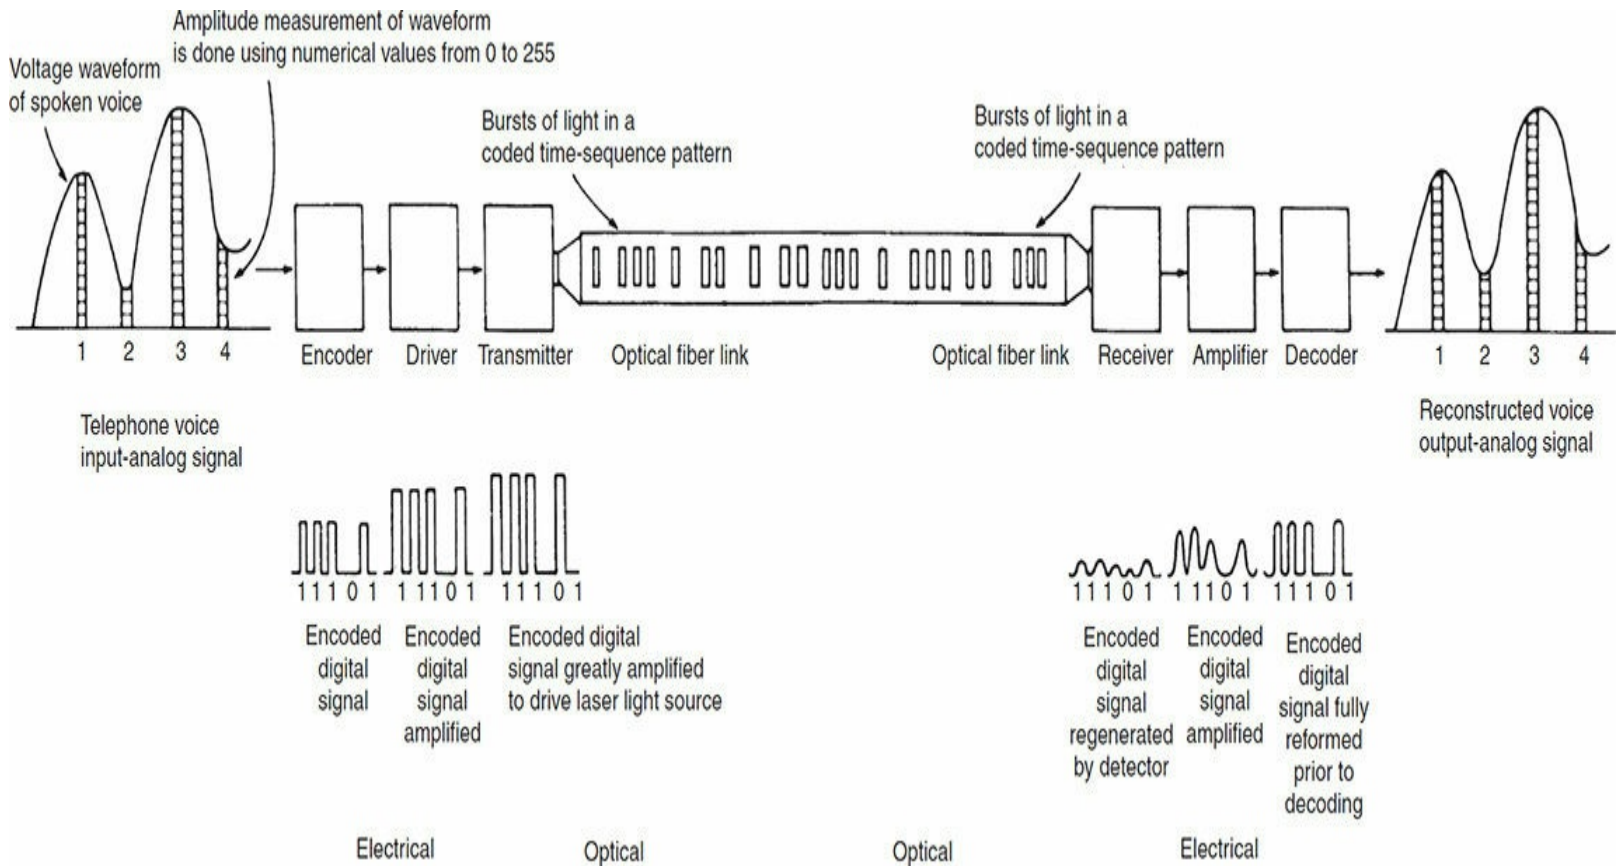 Amplitude measurement of waveform
is done using numerical values from 0 to 255
Voltage waveform
of spoken voice
Bursts of light in a
coded time-sequence pattern
Bursts of light in a
coded time-sequence pattern
1 2 3 4
Encoder
Driver
Transmitter
Optical fiber link
Optical fiber link
Receiver
Amplifier
Decoder
1 2 3 4
Telephone voice
input-analog signal
Reconstructed voice
output-analog signal
1 1 1 0 1
1 1 1 0 1
1 1 1 0 1
1 1 1 0 1
1 1 1 0 1
1 1 1 0 1
Encoded
digital
signal
Encoded
digital
signal
amplified
Encoded digital
signal greatly amplified
to drive laser light source
Encoded
digital
signal
regenerated
by detector
Encoded
digital
signal
amplified
Encoded
digital
signal fully
reformed
prior to
decoding
Electrical
Optical
Optical
Electrical